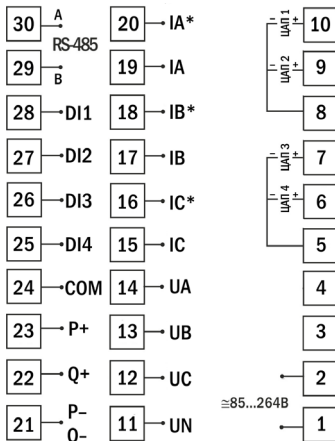 30 A 20 IA* ЦАП 1 − + 10
RS-485
29 B 19 IA ЦАП 2 − + 9
28 DI1 18 IB* 8
27 DI2 17 IB ЦАП 3 − + 7
26 DI3 16 IC* ЦАП 4 − + 6
25 DI4 15 IC 5
24 COM 14 UA 4
23 P+ 13 UB 3
22 Q+ 12 UC 2
≅85...264В
21 P− 11 UN 1
Q−